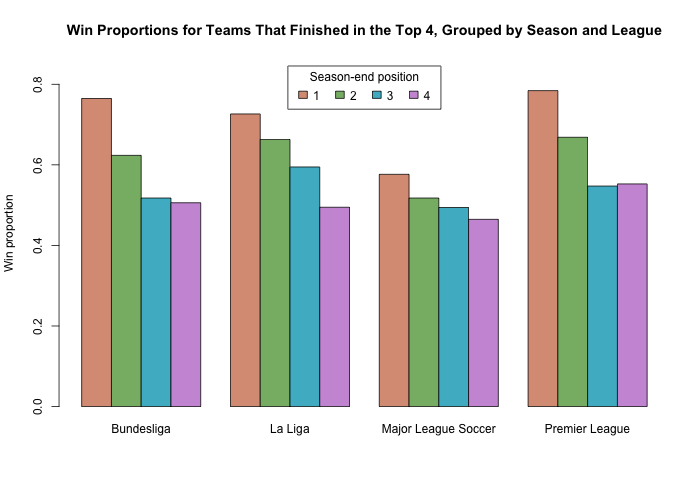 Win Proportions for Teams That Finished in the Top 4, Grouped by Season and League
Season-end position
1 2 3 4
Win proportion
0.8
0.6
0.4
0.2
0.0
Bundesliga La Liga Major League Soccer Premier League